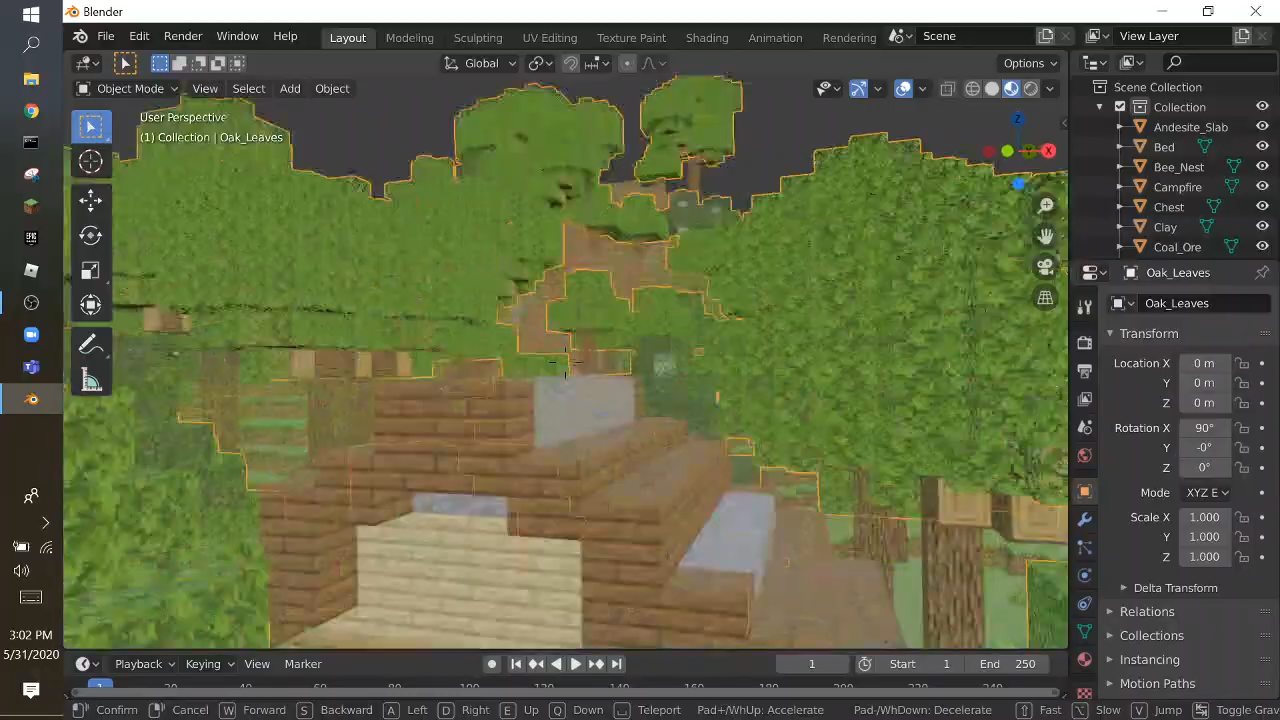 Blender
File Edit Render Window Help Layout Modeling Sculpting UV Editing Texture Paint Shading Animation Rendering Scene View Layer
Global Options
Object Mode View Select Add Object
User Perspective
(1) Collection | Oak_Leaves
Z
X
Scene Collection
Collection
Andesite_Slab
Bed
Bee_Nest
Campfire
Chest
Clay
Coal_Ore
Oak_Leaves
Oak_Leaves
Transform
Location X 0 m
Y 0 m
Z 0 m
Rotation X 90°
Y -0°
Z 0°
Mode XYZ E
Scale X 1.000
Y 1.000
Z 1.000
Delta Transform
Relations
Collections
Instancing
Motion Paths
Playback Keying View Marker 1 Start 1 End 250
1
Confirm Cancel W Forward S Backward A Left D Right E Up Q Down Teleport Pad+/WhUp: Accelerate Pad-/WhDown: Decelerate Fast Slow V Jump Toggle Grav
3:02 PM
5/31/2020